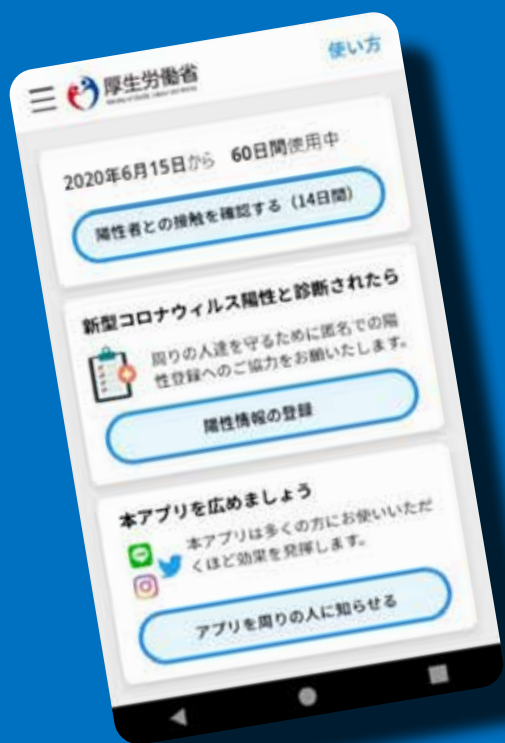 厚生労働省
使い方
2020年6月15日から 60日間使用中
陽性者との接触を確認する（14日間）
新型コロナウィルス陽性と診断されたら
周りの人達を守るために匿名での陽
性登録へのご協力をお願いいたします。
陽性情報の登録
本アプリを広めましょう
本アプリは多くの方にお使いいただ
くほど効果を発揮します。
アプリを周りの人に知らせる